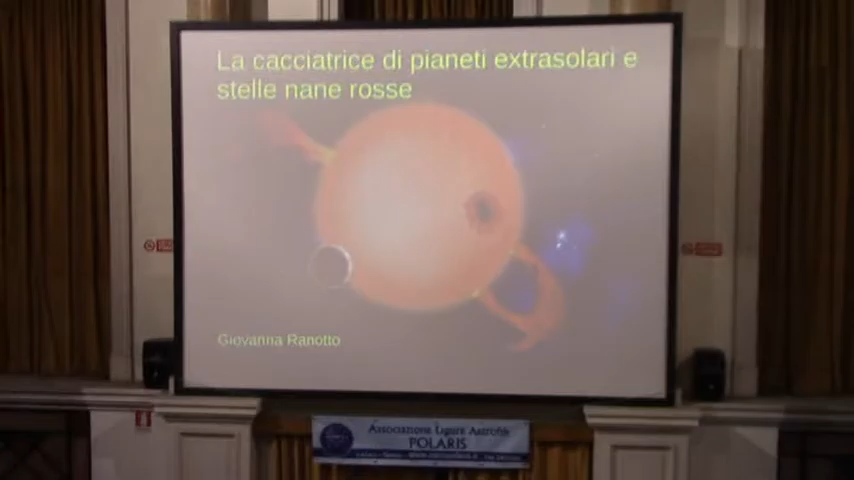 La cacciatrice di pianeti extrasolari e
stelle nane rosse
Giovanna Ranotto
Associazione Ligure Astrofili
POLARIS